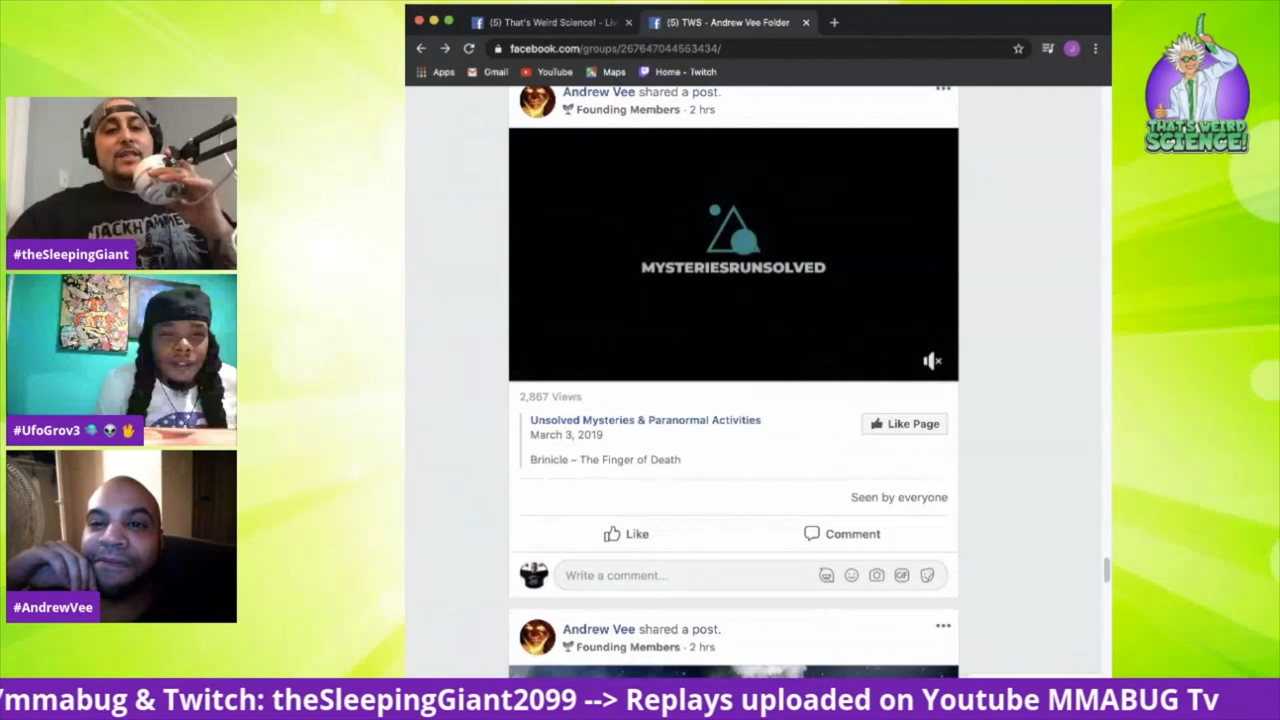 (5) That's Weird Science! - Liv
(5) TWS - Andrew Vee Folder
facebook.com/groups/267647044553434/
Apps Gmail YouTube Maps Home - Twitch
Andrew Vee shared a post.
Founding Members · 2 hrs
MYSTERIESRUNSOLVED
2,867 Views
Unsolved Mysteries & Paranormal Activities
March 3, 2019
Like Page
Brinicle – The Finger of Death
Seen by everyone
Like Comment
Write a comment...
GIF
Andrew Vee shared a post.
Founding Members · 2 hrs
THAT'S WEIRD
SCIENCE!
JACKHAMMER
#theSleepingGiant
#UfoGrov3 🛸 👽 🖖
#AndrewVee
/mmabug & Twitch: theSleepingGiant2099 --> Replays uploaded on Youtube MMABUG Tv